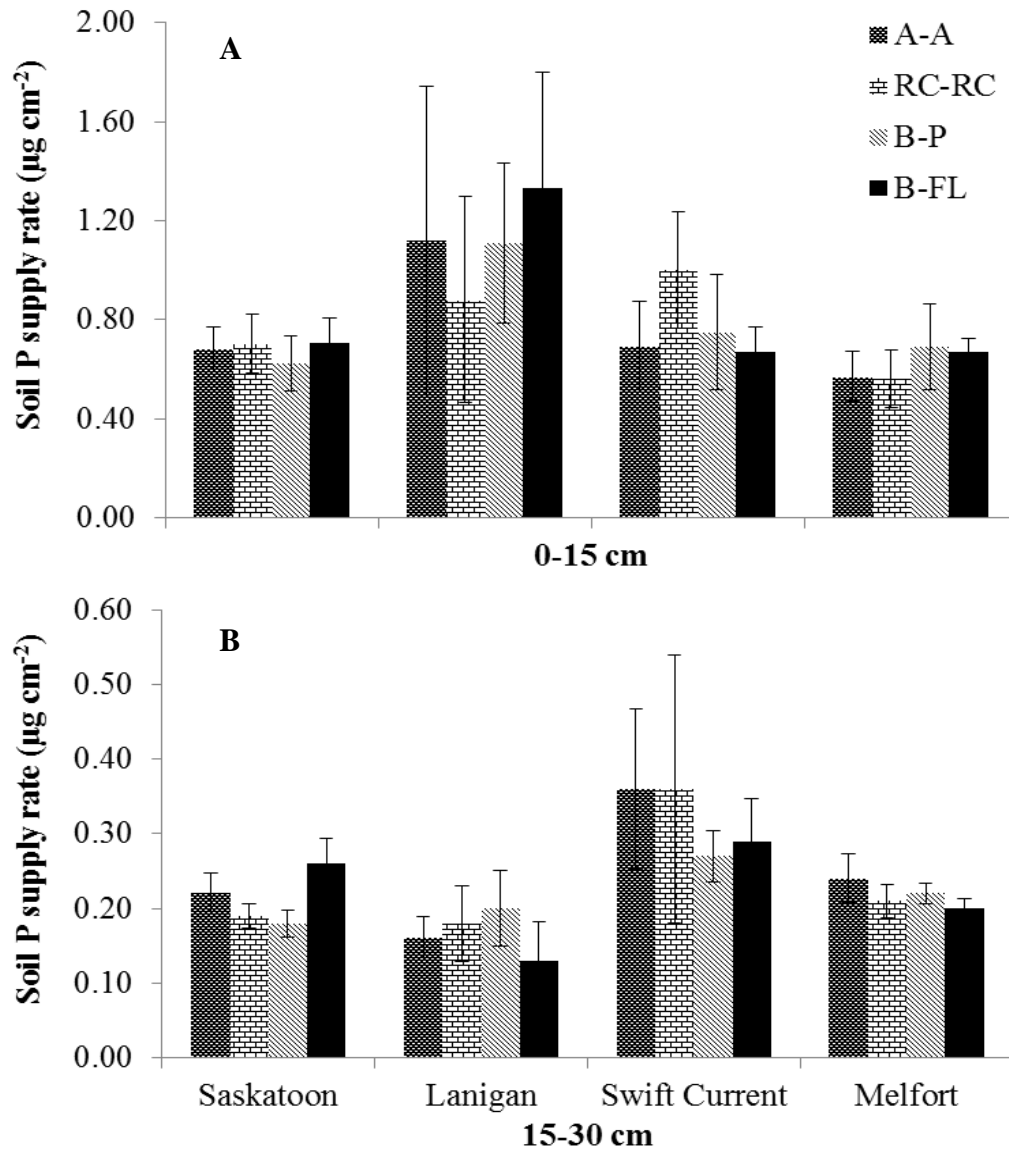 2.00
1.60
1.20
0.80
0.40
0.00
Soil P supply rate (µg cm⁻²)
A
A-A
RC-RC
B-P
B-FL
0-15 cm
0.60
0.50
0.40
0.30
0.20
0.10
0.00
Soil P supply rate (µg cm⁻²)
B
Saskatoon Lanigan Swift Current Melfort
15-30 cm